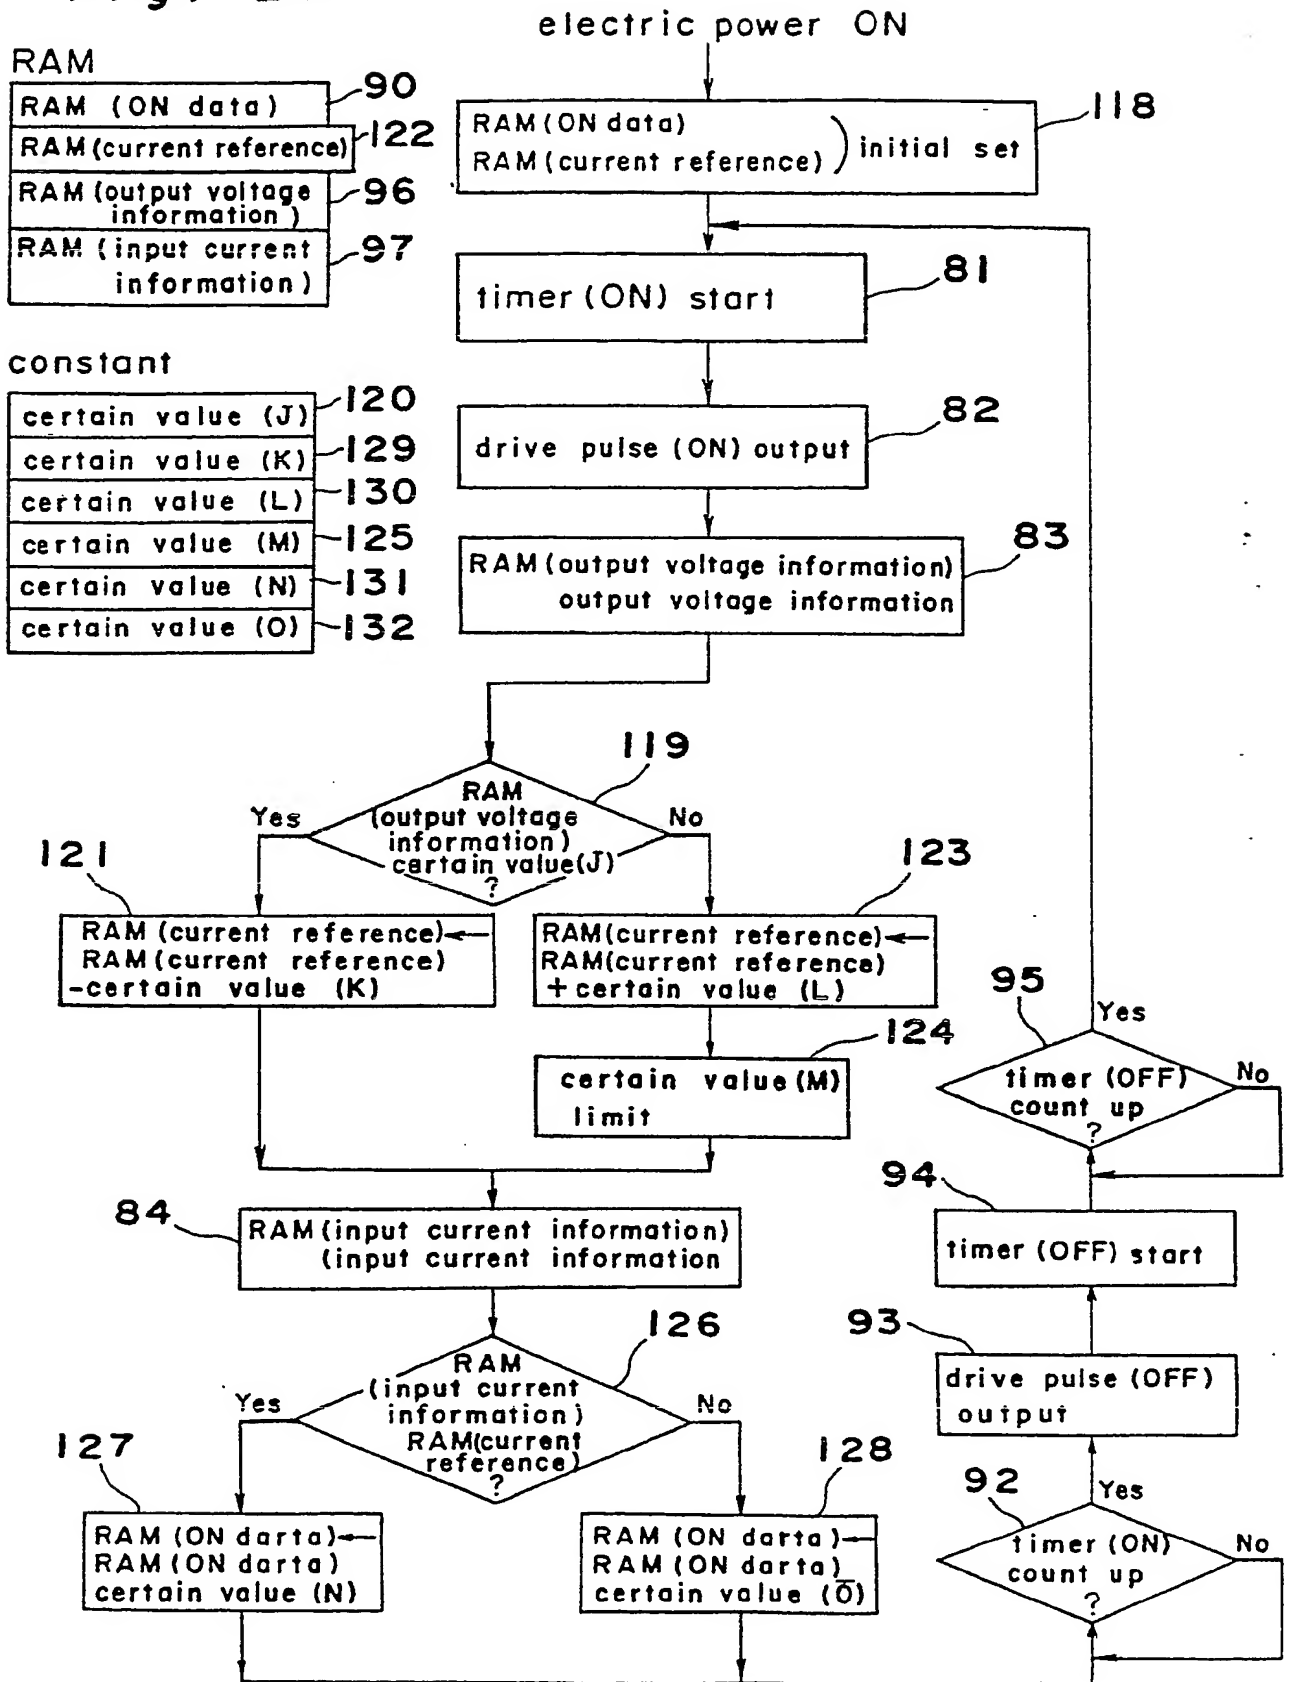 electric power ON
RAM
RAM (ON data)
90
RAM (current reference)
122
RAM (output voltage
information)
96
RAM (input current
information)
97
constant
certain value (J)
120
certain value (K)
129
certain value (L)
130
certain value (M)
125
certain value (N)
131
certain value (O)
132
RAM (ON data)
RAM (current reference)
) initial set
118
timer (ON) start
81
drive pulse (ON) output
82
RAM (output voltage information)
output voltage information
83
119
RAM
(output voltage
information)
certain value (J)
?
Yes
No
121
RAM (current reference)←
RAM (current reference)
-certain value (K)
123
RAM (current reference)←
RAM (current reference)
+certain value (L)
124
certain value (M)
limit
84
RAM (input current information)
(input current information
126
RAM
(input current
information)
RAM (current
reference)
?
Yes
No
127
RAM (ON darta)←
RAM (ON darta)
certain value (N)
128
RAM (ON darta)←
RAM (ON darta)
certain value (O)
95
Yes
timer (OFF)
count up
?
No
94
timer (OFF) start
93
drive pulse (OFF)
output
92
Yes
timer (ON)
count up
?
No